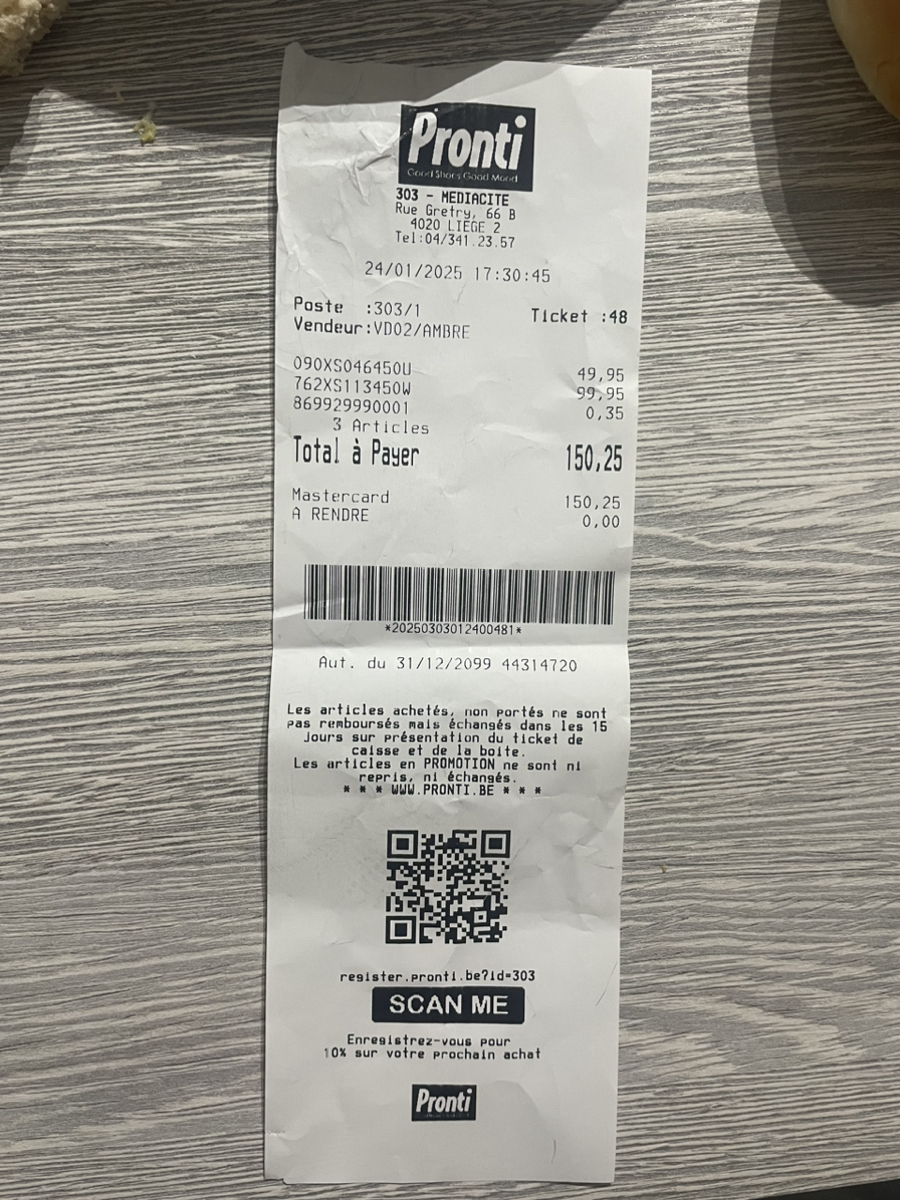 Pronti
Good Shoes Good Mood
303 - MEDIACITE
Rue Gretry, 66 B
4020 LIEGE 2
Tel:04/341.23.57
24/01/2025 17:30:45
Poste :303/1 Ticket :48
Vendeur:VD02/AMBRE
090XS046450U 49,95
762XS113450W 99,95
869929990001 0,35
3 Articles
Total à Payer 150,25
Mastercard 150,25
A RENDRE 0,00
*20250303012400481*
Aut. du 31/12/2099 44314720
Les articles achetés, non portés ne sont
pas remboursés mais échangés dans les 15
Jours sur présentation du ticket de
caisse et de la boite.
Les articles en PROMOTION ne sont ni
repris, ni échangés.
* * * WWW.PRONTI.BE * * *
register.pronti.be?id=303
SCAN ME
Enregistrez-vous pour
10% sur votre prochain achat
Pronti